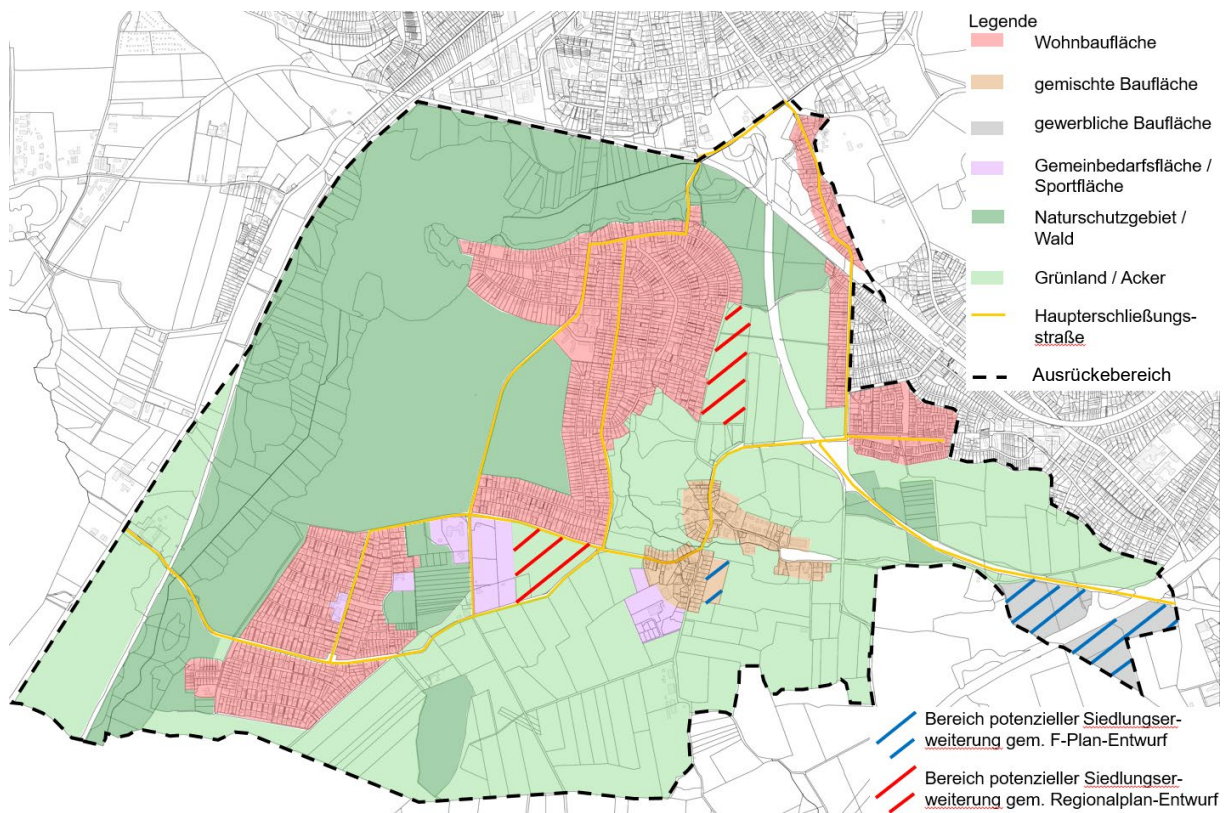 Legende
Wohnbaufläche
gemischte Baufläche
gewerbliche Baufläche
Gemeinbedarfsfläche /
Sportfläche
Naturschutzgebiet /
Wald
Grünland / Acker
Haupterschließungs-
straße
Ausrückebereich
Bereich potenzieller Siedlungser-
weiterung gem. F-Plan-Entwurf
Bereich potenzieller Siedlungser-
weiterung gem. Regionalplan-Entwurf